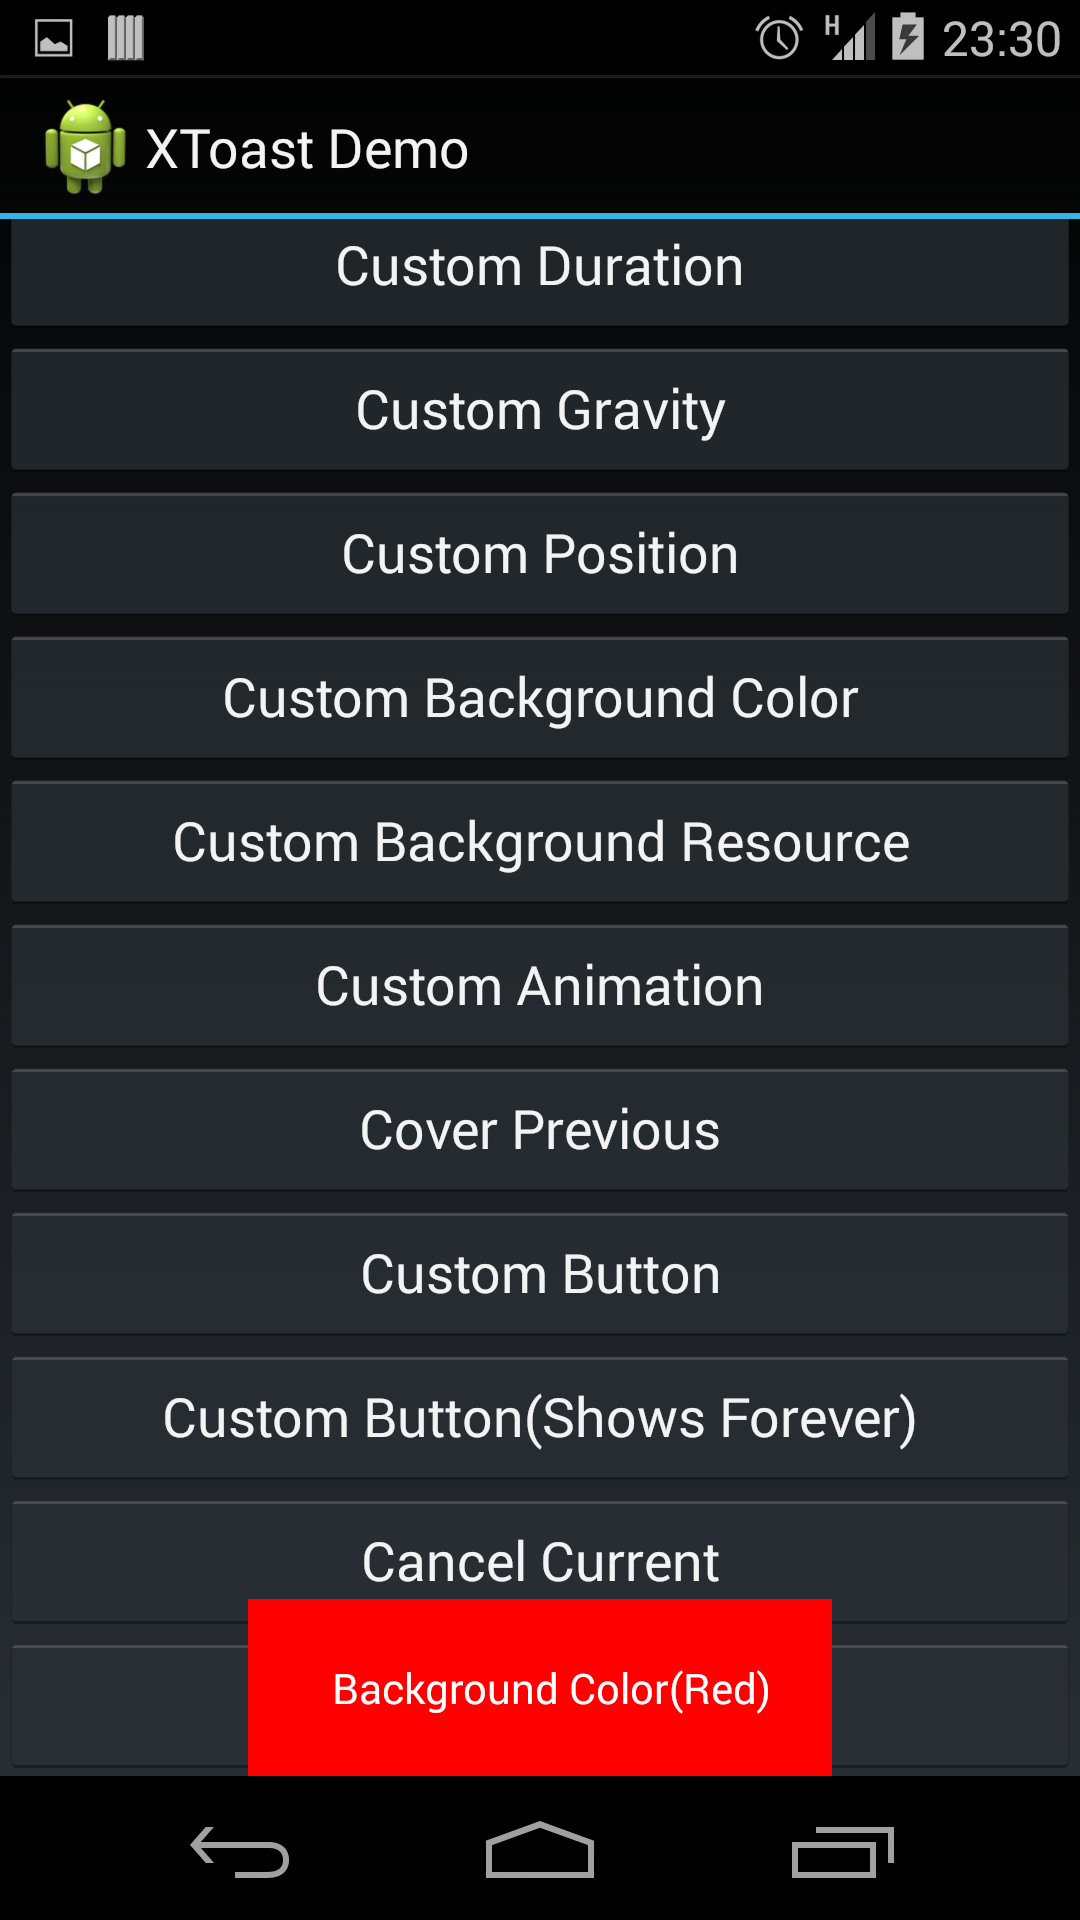 H 23:30
XToast Demo
Custom Duration
Custom Gravity
Custom Position
Custom Background Color
Custom Background Resource
Custom Animation
Cover Previous
Custom Button
Custom Button(Shows Forever)
Cancel Current
Background Color(Red)